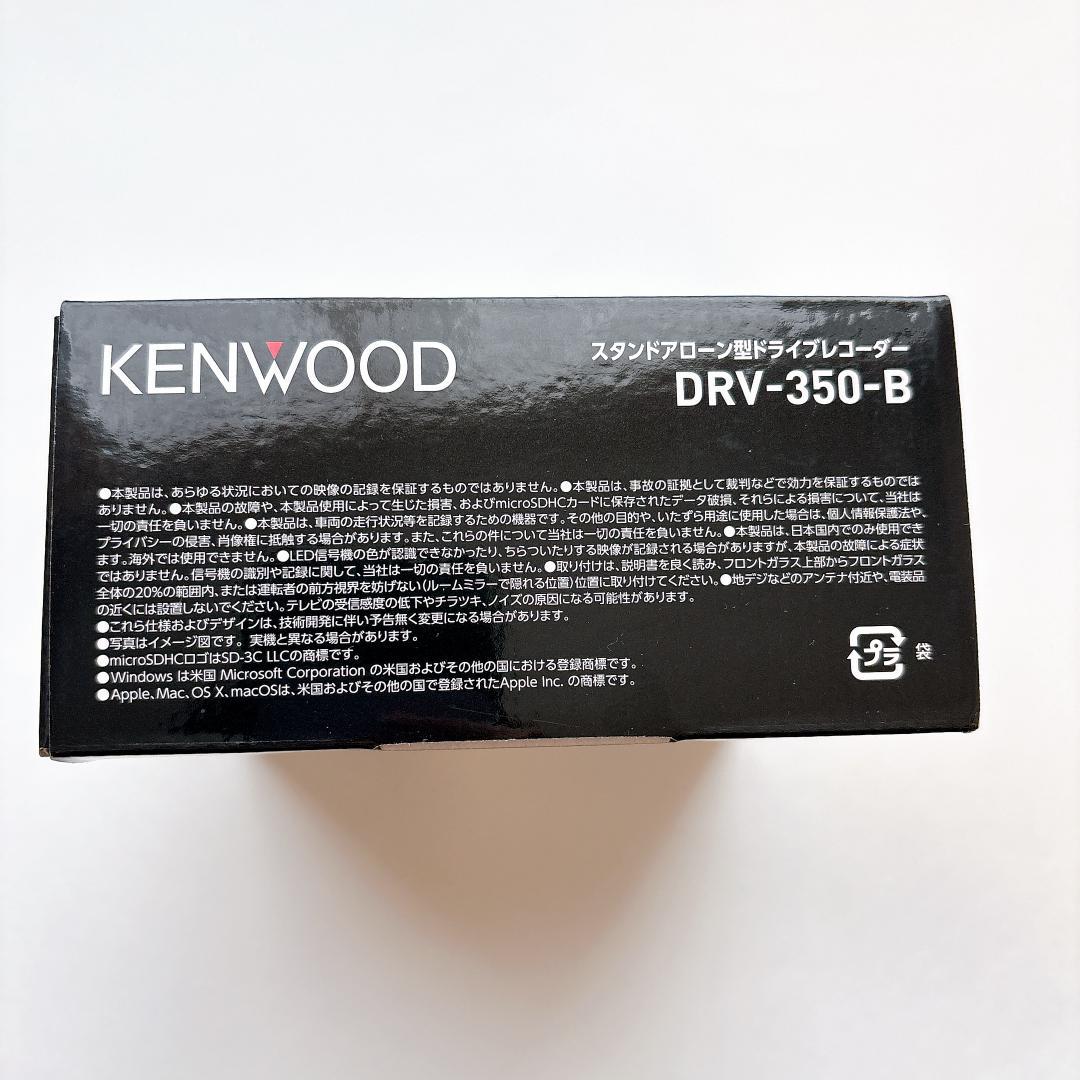 KENWOOD
スタンドアローン型ドライブレコーダー
DRV-350-B
●本製品は、あらゆる状況においての映像の記録を保証するものではありません。●本製品は、事故の証拠として裁判などで効力を保証するものでは
ありません。●本製品の故障や、本製品使用によって生じた損害、およびmicroSDHCカードに保存されたデータ破損、それらによる損害について、当社は
一切の責任を負いません。●本製品は、車両の走行状況等を記録するための機器です。その他の目的や、いたずら用途に使用した場合は、個人情報保護法や、
プライバシーの侵害、肖像権に抵触する場合があります。また、これらの件について当社は一切の責任を負いません。●本製品は、日本国内でのみ使用でき
ます。海外では使用できません。●LED信号機の色が認識できなかったり、ちらついたりする映像が記録される場合がありますが、本製品の故障による症状
ではありません。信号機の識別や記録に関して、当社は一切の責任を負いません。●取り付けは、説明書を良く読み、フロントガラス上部からフロントガラス
全体の20%の範囲内、または運転者の前方視界を妨げない(ルームミラーで隠れる位置)位置に取り付けてください。●地デジなどのアンテナ付近や、電装品
の近くには設置しないでください。テレビの受信感度の低下やチラツキ、ノイズの原因になる可能性があります。
●これら仕様およびデザインは、技術開発に伴い予告無く変更になる場合があります。
●写真はイメージ図です。 実機と異なる場合があります。
●microSDHCロゴはSD-3C LLCの商標です。
●Windows は米国 Microsoft Corporation の米国およびその他の国における登録商標です。
●Apple、Mac、OS X、macOSは、米国およびその他の国で登録されたApple Inc. の商標です。
プラ 袋